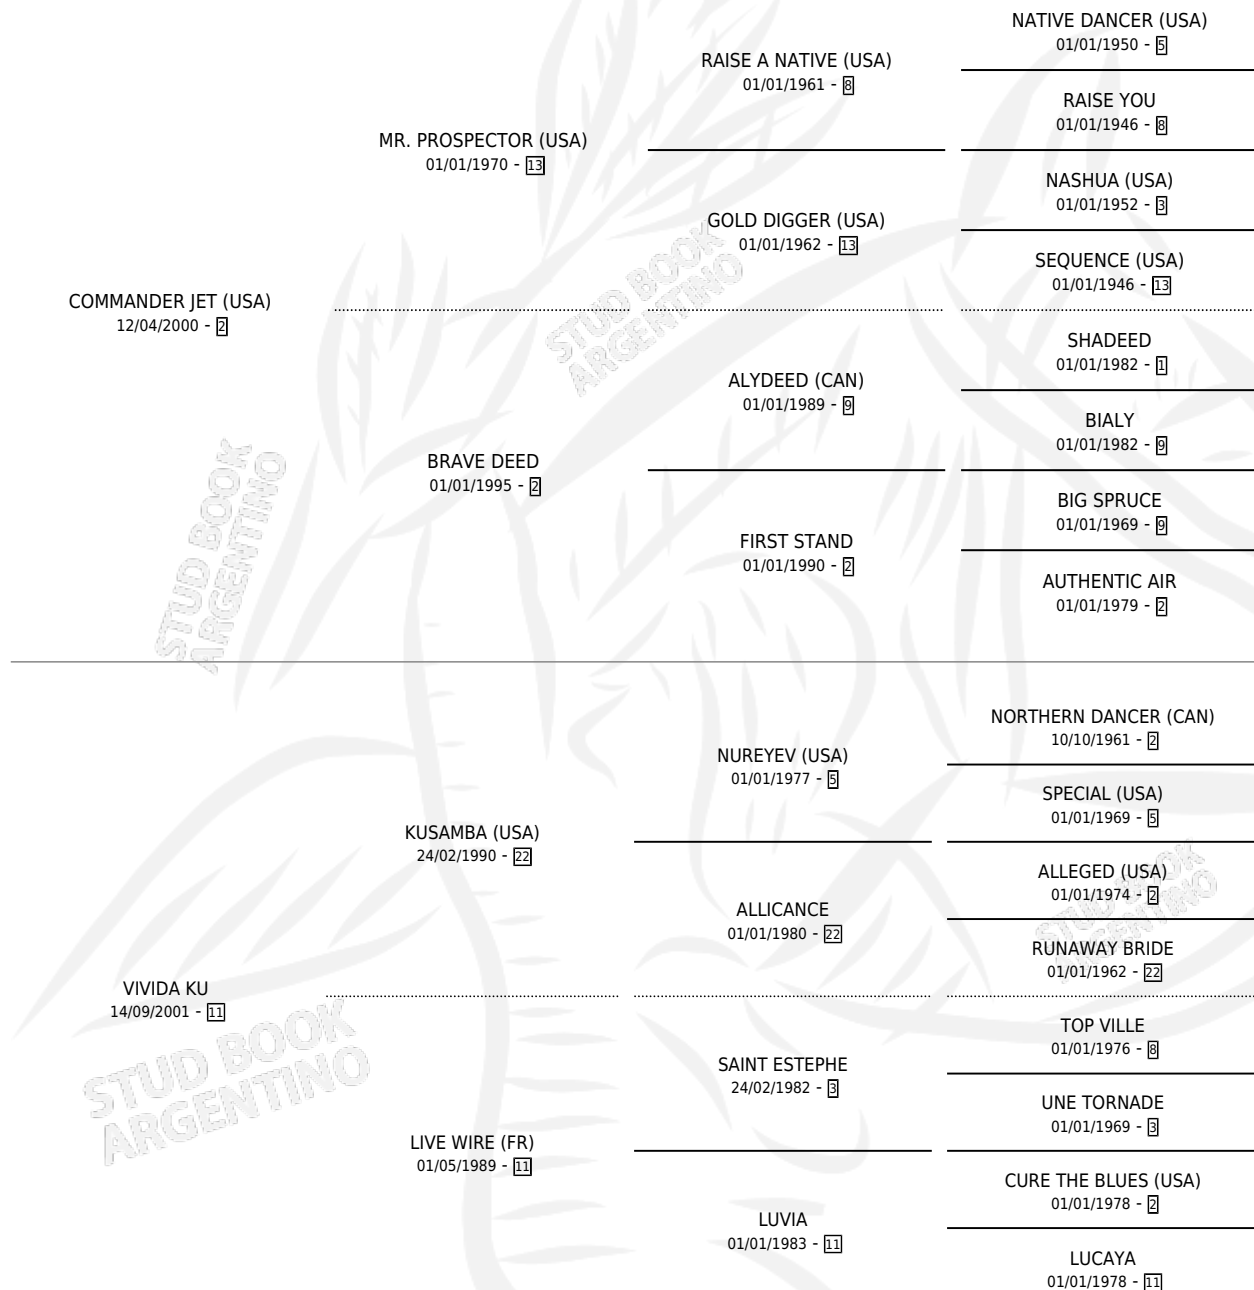 NATIVE DANCER (USA)
01/01/1950 - 5
RAISE A NATIVE (USA)
01/01/1961 - 8
RAISE YOU
01/01/1946 - 8
MR. PROSPECTOR (USA)
01/01/1970 - 13
NASHUA (USA)
01/01/1952 - 3
GOLD DIGGER (USA)
01/01/1962 - 13
SEQUENCE (USA)
01/01/1946 - 13
COMMANDER JET (USA)
12/04/2000 - 2
SHADEED
01/01/1982 - 1
ALYDEED (CAN)
01/01/1989 - 9
BIALY
01/01/1982 - 9
BRAVE DEED
01/01/1995 - 2
BIG SPRUCE
01/01/1969 - 9
FIRST STAND
01/01/1990 - 2
AUTHENTIC AIR
01/01/1979 - 2
NORTHERN DANCER (CAN)
10/10/1961 - 2
NUREYEV (USA)
01/01/1977 - 5
SPECIAL (USA)
01/01/1969 - 5
KUSAMBA (USA)
24/02/1990 - 22
ALLEGED (USA)
01/01/1974 - 2
ALLICANCE
01/01/1980 - 22
RUNAWAY BRIDE
01/01/1962 - 22
VIVIDA KU
14/09/2001 - 11
TOP VILLE
01/01/1976 - 8
SAINT ESTEPHE
24/02/1982 - 3
UNE TORNADE
01/01/1969 - 3
LIVE WIRE (FR)
01/05/1989 - 11
CURE THE BLUES (USA)
01/01/1978 - 2
LUVIA
01/01/1983 - 11
LUCAYA
01/01/1978 - 11
STUD BOOK
ARGENTINO
STUD BOOK
ARGENTINO
STUD BOOK
ARGENTINO
STUD BOOK
ARGENTINO